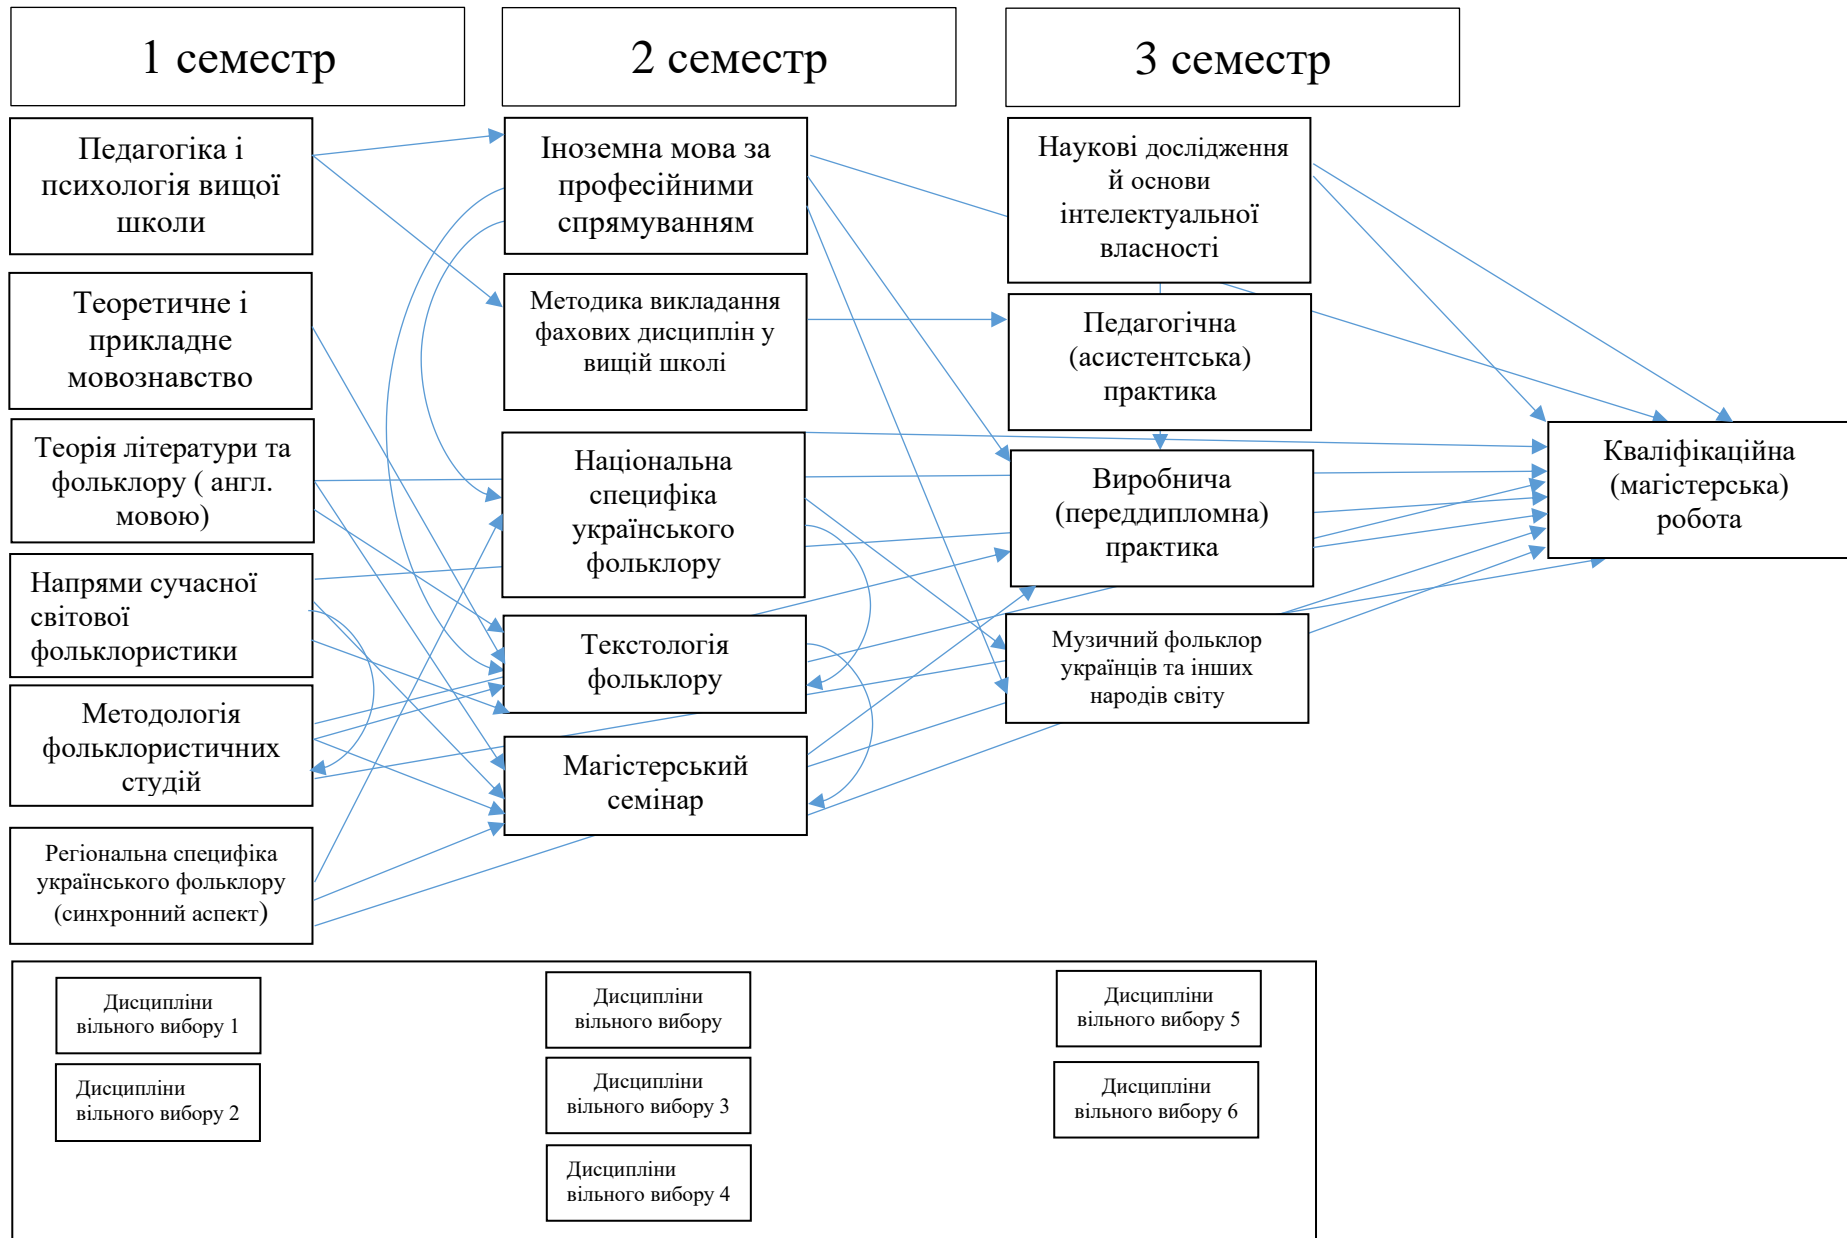 1 семестр
2 семестр
3 семестр
Педагогіка і
психологія вищої
школи
Теоретичне і
прикладне
мовознавство
Теорія літератури та
фольклору ( англ.
мовою)
Напрями сучасної
світової
фольклористики
Методологія
фольклористичних
студій
Регіональна специфіка
українського фольклору
(синхронний аспект)
Іноземна мова за
професійними
спрямуванням
Методика викладання
фахових дисциплін у
вищій школі
Національна
специфіка
українського
фольклору
Текстологія
фольклору
Магістерський
семінар
Наукові дослідження
й основи
інтелектуальної
власності
Педагогічна
(асистентська)
практика
Виробнича
(переддипломна)
практика
Музичний фольклор
українців та інших
народів світу
Кваліфікаційна
(магістерська)
робота
Дисципліни
вільного вибору 1
Дисципліни
вільного вибору 2
Дисципліни
вільного вибору
Дисципліни
вільного вибору 3
Дисципліни
вільного вибору 4
Дисципліни
вільного вибору 5
Дисципліни
вільного вибору 6